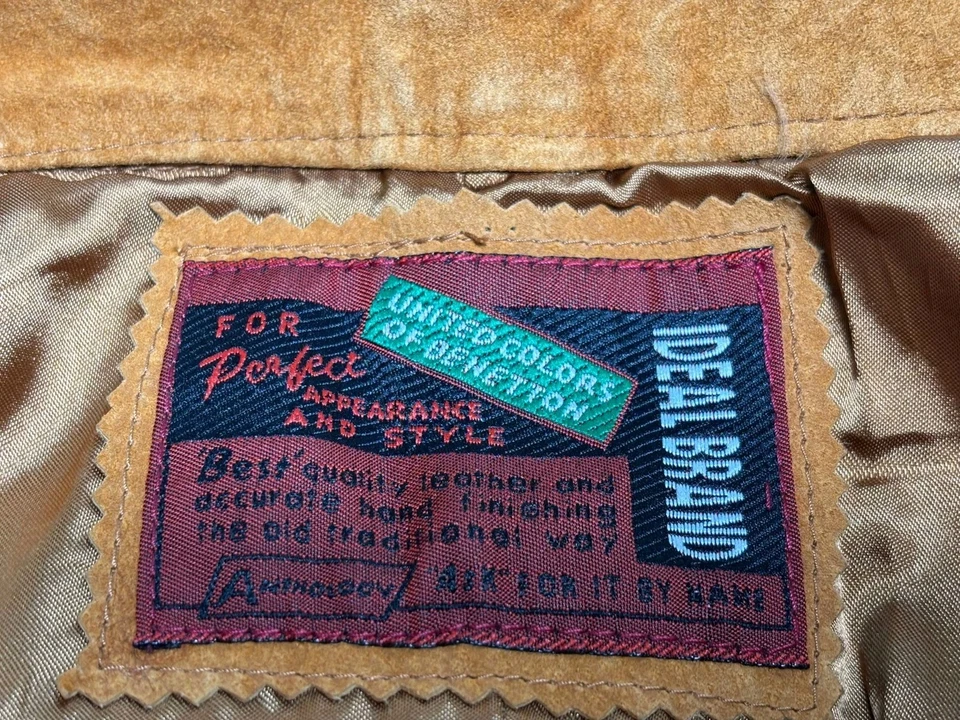 FOR
Perfect
APPEARANCE
AND STYLE
UNITED COLORS
OF BENETTON
IDEAL BRAND
"Best" quality leather and
accurate hand finishing
the old traditional way
ANTHOLOGY
"ASK" FOR IT BY NAME